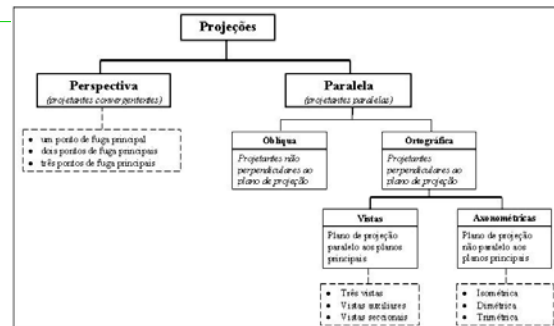 Projeções
Perspectiva
(projetantes convergententes)
Paralela
(projetantes paralelas)
um ponto de fuga principal
dois pontos de fuga principais
três pontos de fuga principais
Oblíqua
Projetantes não
perpendiculares ao
plano de projeção
Ortográfica
Projetantes
perpendiculares ao
plano de projeção
Vistas
Plano de projeção
paralelo aos planos
principais
Axonométricas
Plano de projeção
não paralelo aos
planos principais
Três vistas
Vistas auxiliares
Vistas seccionais
Isométrica
Dimétrica
Trimétrica